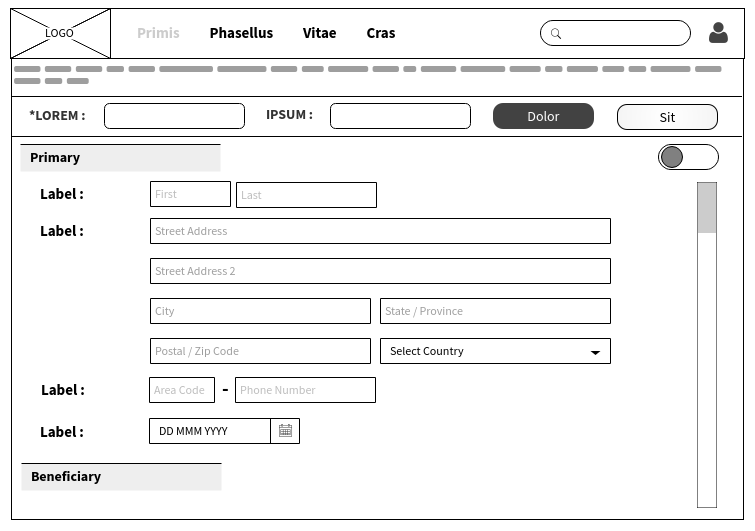 LOGO Primis Phasellus Vitae Cras
*LOREM : IPSUM : Dolor Sit
Primary
Label : First Last
Label : Street Address
Street Address 2
City State / Province
Postal / Zip Code Select Country
Label : Area Code - Phone Number
Label : DD MMM YYYY
Beneficiary